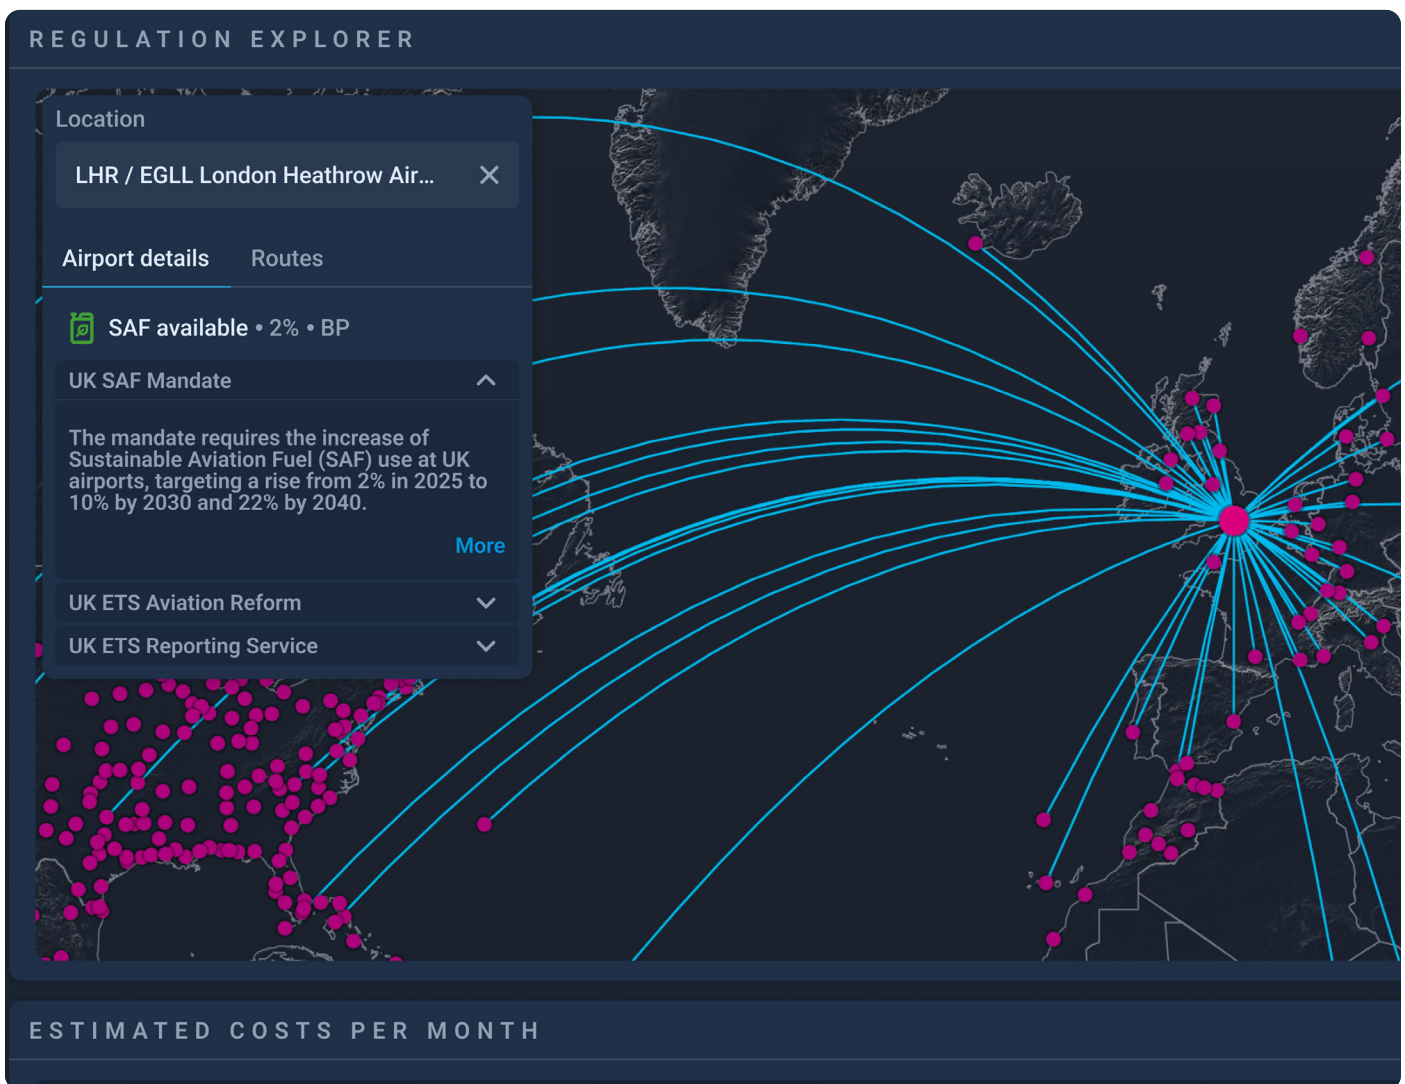 REGULATION EXPLORER
Location
LHR / EGLL London Heathrow Air...
Airport details Routes
SAF available • 2% • BP
UK SAF Mandate
The mandate requires the increase of
Sustainable Aviation Fuel (SAF) use at UK
airports, targeting a rise from 2% in 2025 to
10% by 2030 and 22% by 2040.
More
UK ETS Aviation Reform
UK ETS Reporting Service
ESTIMATED COSTS PER MONTH